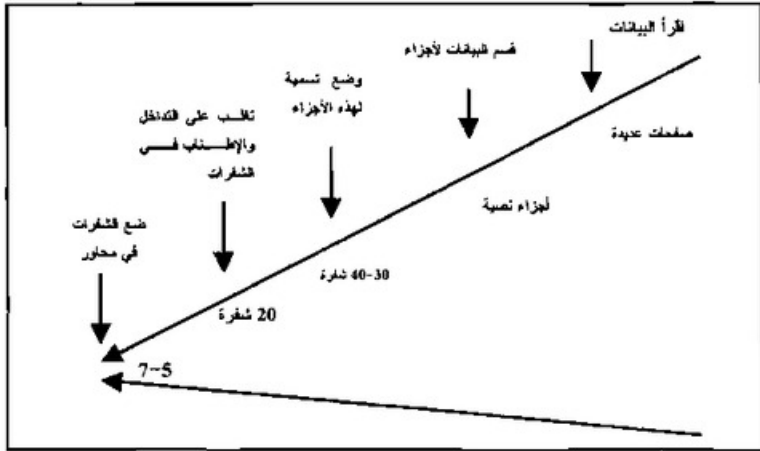 اقرأ البيانات
قسم البيانات لأجزاء
وضع تسمية
لهذه الأجزاء
تغلب على التداخل
والإطناب في
الشفرات
ضع الشفرات
في محاور
صفحات عديدة
أجزاء نصية
30-40 شفرة
20 شفرة
5-7